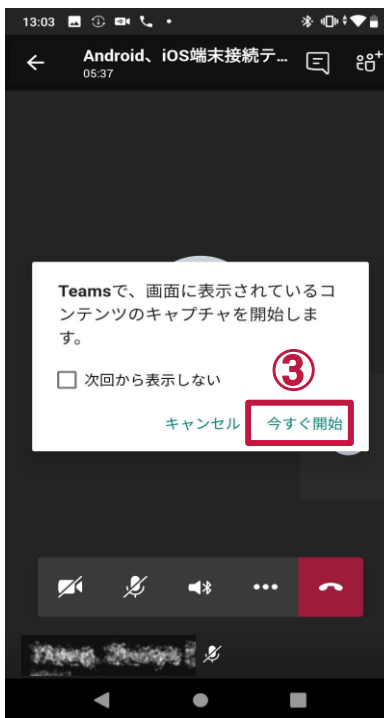 13:03
Android、iOS端末接続テ...
05:37
Teamsで、画面に表示されているコ
ンテンツのキャプチャを開始しま
す。
次回から表示しない
③
キャンセル 今すぐ開始